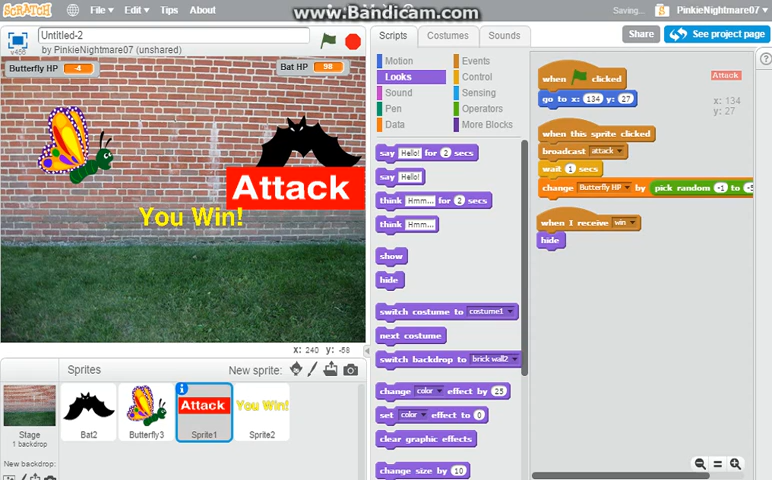 www.Bandicam.com
SCRATCH
File
Edit
Tips
About
Saving...
PinkieNightmare07
Untitled-2
by PinkieNightmare07 (unshared)
v456
Scripts
Costumes
Sounds
Share
See project page
Butterfly HP -4
Bat HP 98
Attack
You Win!
x: 240 y: -58
Motion
Looks
Sound
Pen
Data
Events
Control
Sensing
Operators
More Blocks
say Hello! for 2 secs
say Hello!
think Hmm... for 2 secs
think Hmm...
show
hide
switch costume to costume1
next costume
switch backdrop to brick wall2
change color effect by 25
set color effect to 0
clear graphic effects
change size by 10
when clicked
go to x: 134 y: 27
when this sprite clicked
broadcast attack
wait 1 secs
change Butterfly HP by pick random -1 to -5
when I receive win
hide
Attack
x: 134
y: 27
Sprites
New sprite:
Stage
1 backdrop
New backdrop:
Bat2
Butterfly3
Attack
Sprite1
You Win!
Sprite2